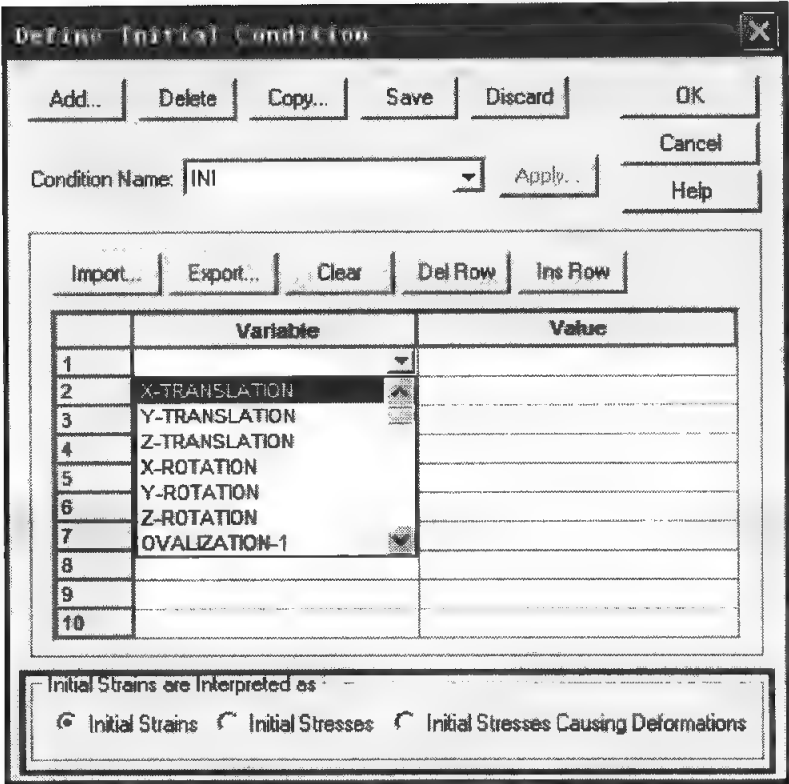 Define Initial Condition
Add... Delete Copy... Save Discard OK
Cancel
Condition Name: INI Apply... Help
Import... Export... Clear Del Row Ins Row
Variable Value
1
2 X-TRANSLATION
3 Y-TRANSLATION
4 Z-TRANSLATION
5 X-ROTATION
Y-ROTATION
6 Z-ROTATION
7 OVALIZATION-1
8
9
10
Initial Strains are Interpreted as
Initial Strains Initial Stresses Initial Stresses Causing Deformations